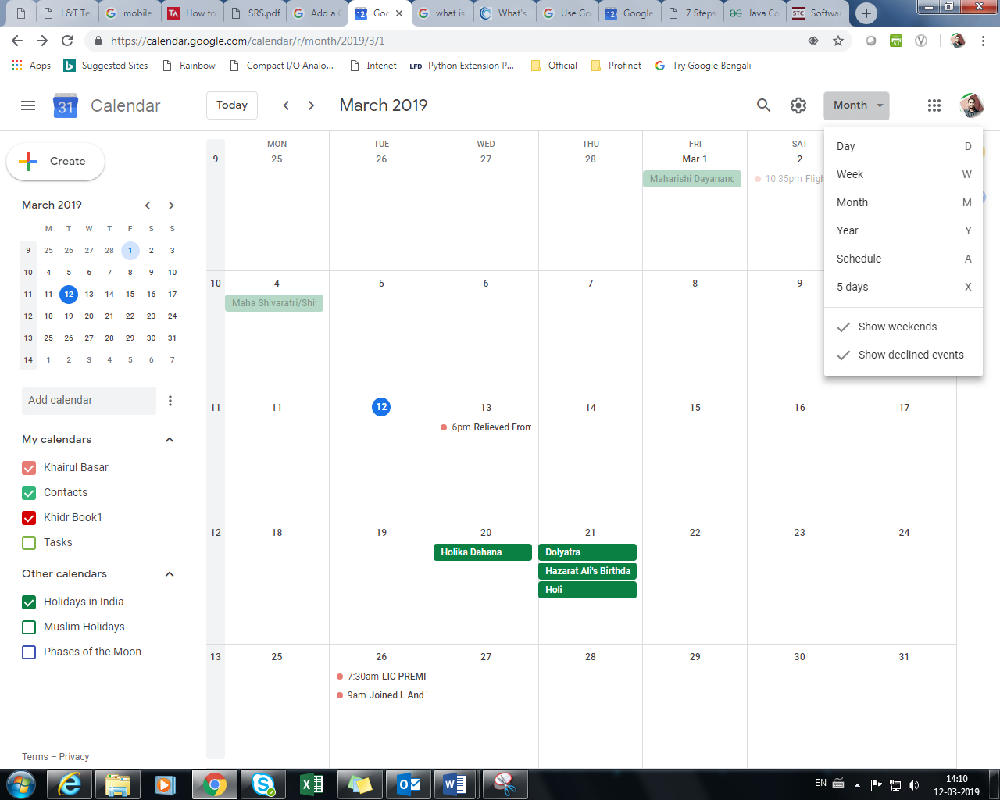 L&T Te
mobile
How to
SRS.pdf
Add a
Goo
what is
What's
Use Go
Google
7 Steps
Java Co
Softwar
https://calendar.google.com/calendar/r/month/2019/3/1
Apps
Suggested Sites
Rainbow
Compact I/O Analo...
Intenet
LFD Python Extension P...
Official
Profinet
Try Google Bengali
31 Calendar
Today
March 2019
Month
Create
March 2019
M T W T F S S
9 25 26 27 28 1 2 3
10 4 5 6 7 8 9 10
11 11 12 13 14 15 16 17
12 18 19 20 21 22 23 24
13 25 26 27 28 29 30 31
14 1 2 3 4 5 6 7
Add calendar
My calendars
Khairul Basar
Contacts
Khidr Book1
Tasks
Other calendars
Holidays in India
Muslim Holidays
Phases of the Moon
Terms – Privacy
MON TUE WED THU FRI SAT
9 25 26 27 28 Mar 1 2
Maharishi Dayanand
10:35pm Fligh
10 4 5 6 7 8 9
Maha Shivaratri/Shiv
11 11 12 13 14 15 16 17
6pm Relieved From
12 18 19 20 21 22 23 24
Holika Dahana
Dolyatra
Hazarat Ali's Birthda
Holi
13 25 26 27 28 29 30 31
7:30am LIC PREMIU
9am Joined L And T
Day D
Week W
Month M
Year Y
Schedule A
5 days X
Show weekends
Show declined events
EN
14:10
12-03-2019